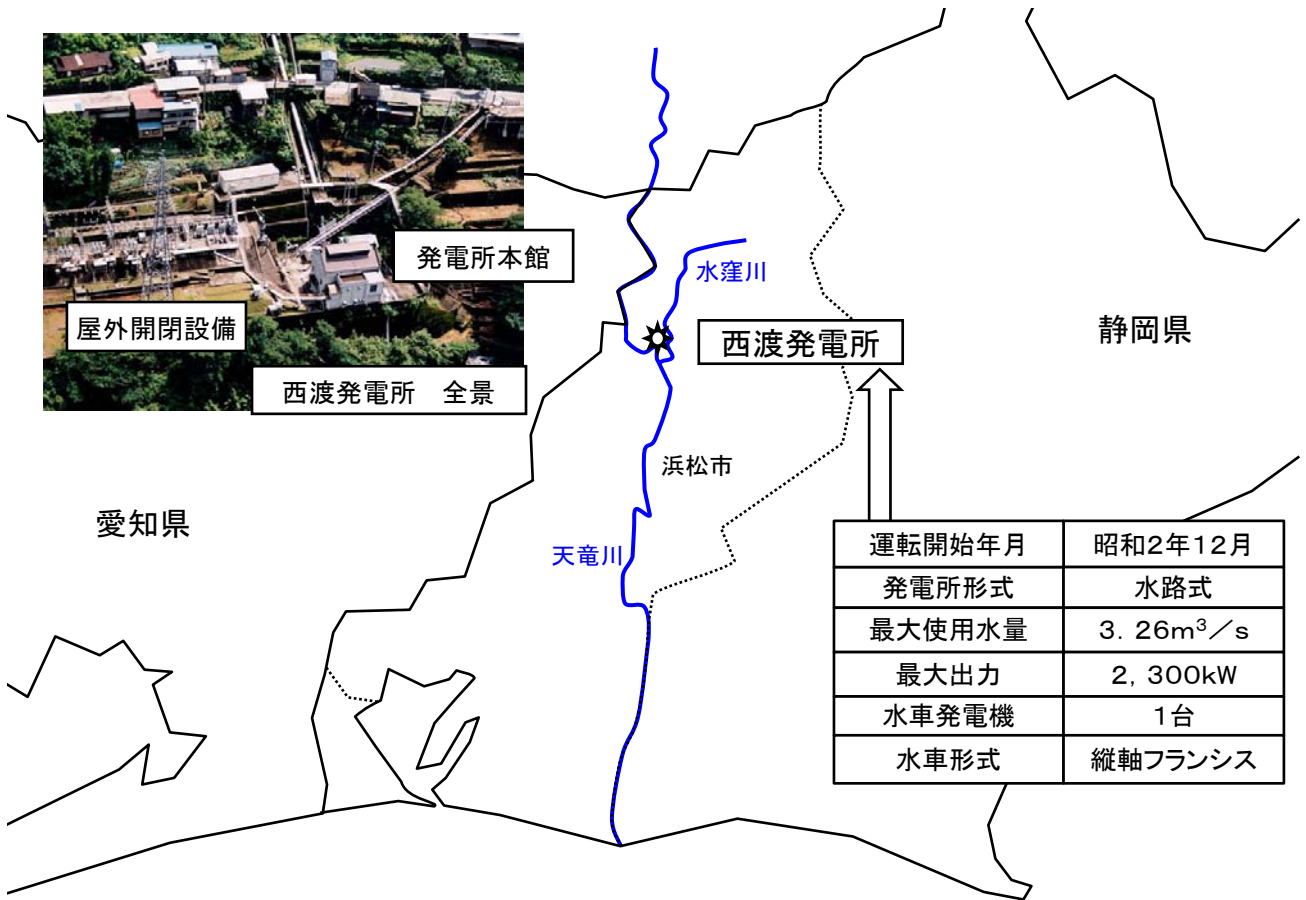 発電所本館
屋外開閉設備
西渡発電所 全景
水窪川
西渡発電所
静岡県
浜松市
愛知県
天竜川
運転開始年月 昭和2年12月
発電所形式 水路式
最大使用水量 3.26m³/s
最大出力 2,300kW
水車発電機 1台
水車形式 縦軸フランシス